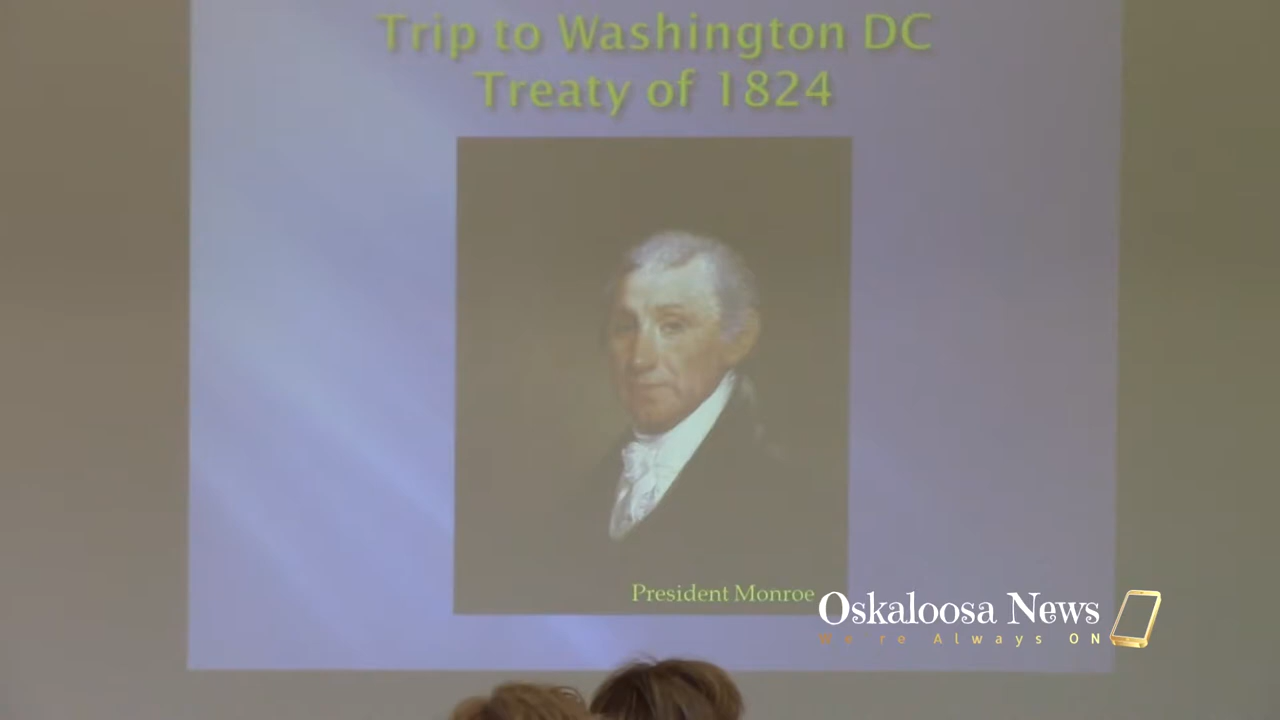 Trip to Washington DC
Treaty of 1824
President Monroe
Oskaloosa News
We're Always ON